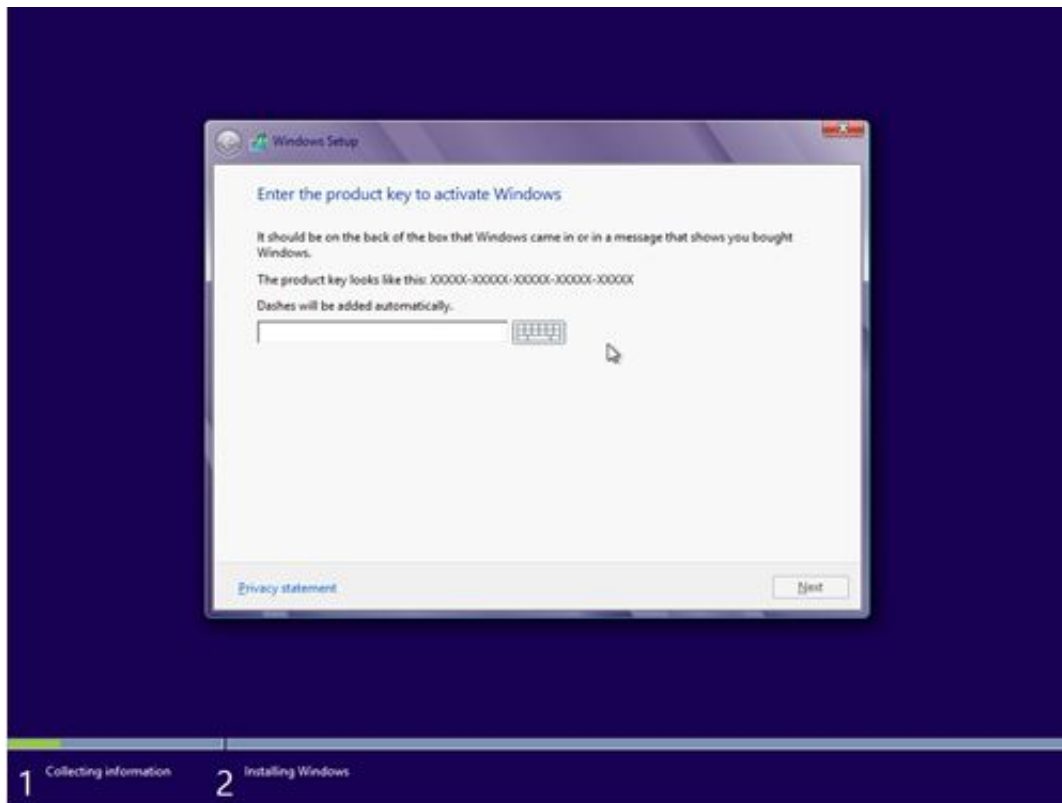 Windows Setup
Enter the product key to activate Windows
It should be on the back of the box that Windows came in or in a message that shows you bought
Windows.
The product key looks like this: XXXXX-XXXXX-XXXXX-XXXXX-XXXXX
Dashes will be added automatically.
Privacy statement
Next
1 Collecting information
2 Installing Windows